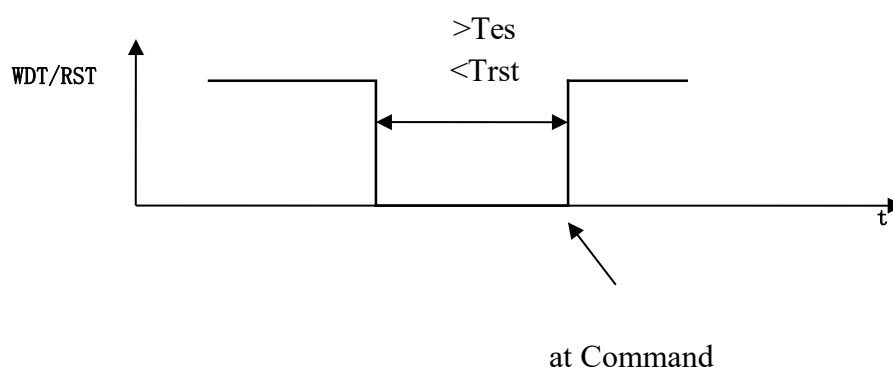 >Tes
<Trst
WDT/RST
t
at Command